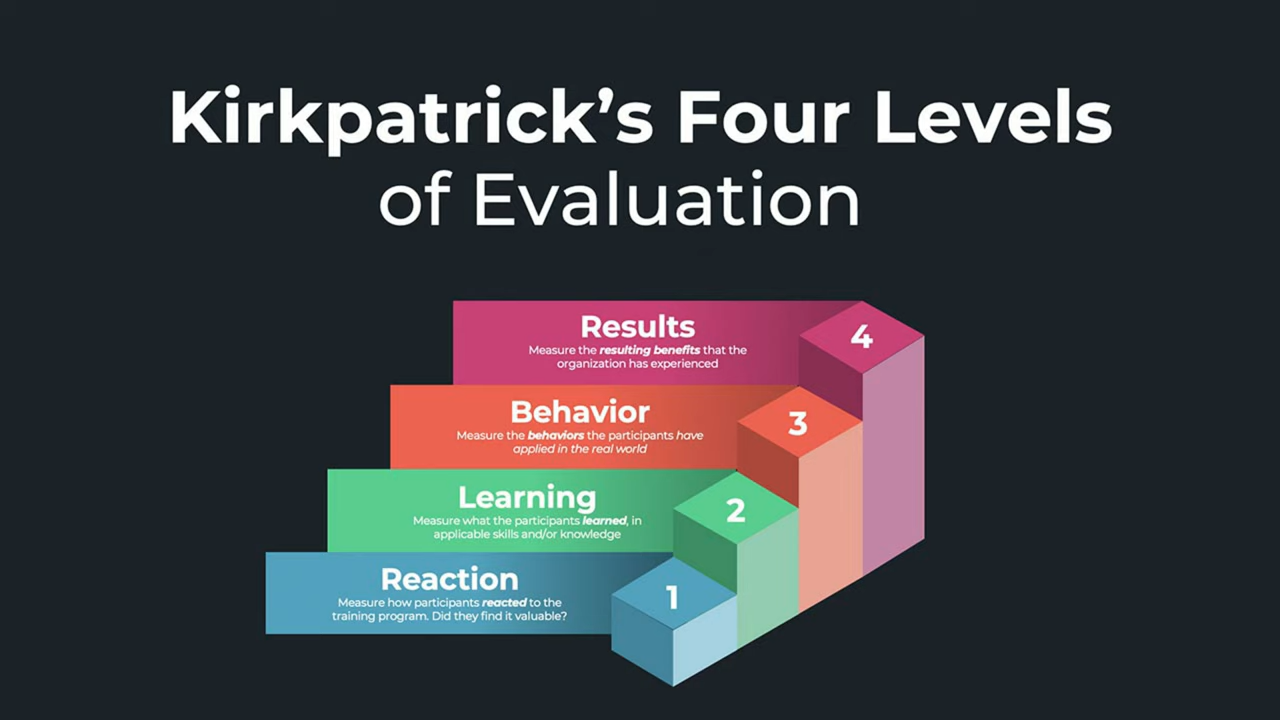 Kirkpatrick's Four Levels
of Evaluation
Results
Measure the resulting benefits that the
organization has experienced
4
Behavior
Measure the behaviors the participants have
applied in the real world
3
Learning
Measure what the participants learned, in
applicable skills and/or knowledge
2
Reaction
Measure how participants reacted to the
training program. Did they find it valuable?
1